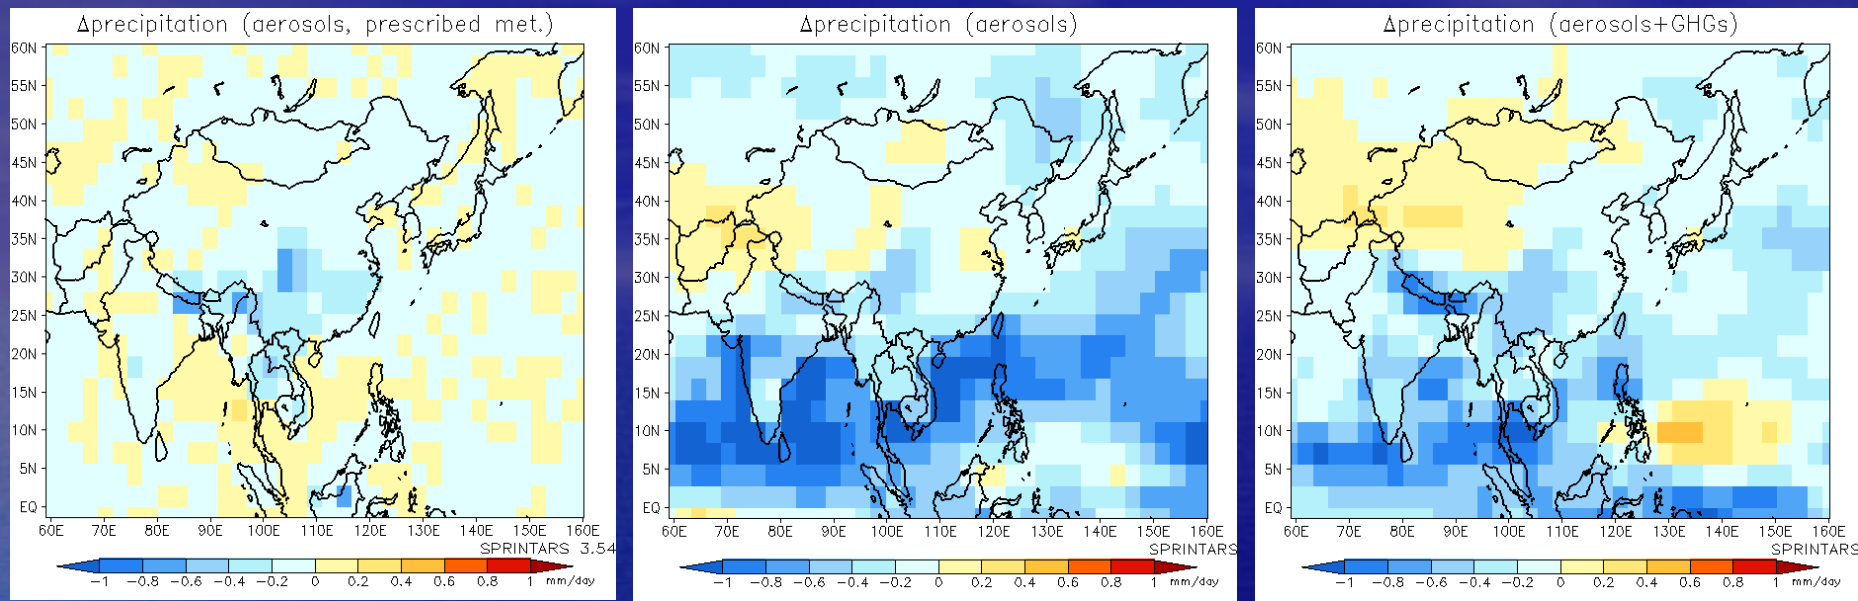 Δprecipitation (aerosols, prescribed met.)
60N
55N
50N
45N
40N
35N
30N
25N
20N
15N
10N
5N
EQ
60E 70E 80E 90E 100E 110E 120E 130E 140E 150E 160E
SPRINTARS 3.54
−1 −0.8 −0.6 −0.4 −0.2 0 0.2 0.4 0.6 0.8 1 mm/day
Δprecipitation (aerosols)
60N
55N
50N
45N
40N
35N
30N
25N
20N
15N
10N
5N
EQ
60E 70E 80E 90E 100E 110E 120E 130E 140E 150E 160E
SPRINTARS
−1 −0.8 −0.6 −0.4 −0.2 0 0.2 0.4 0.6 0.8 1 mm/day
Δprecipitation (aerosols+GHGs)
60N
55N
50N
45N
40N
35N
30N
25N
20N
15N
10N
5N
EQ
60E 70E 80E 90E 100E 110E 120E 130E 140E 150E 160E
SPRINTARS
−1 −0.8 −0.6 −0.4 −0.2 0 0.2 0.4 0.6 0.8 1 mm/day